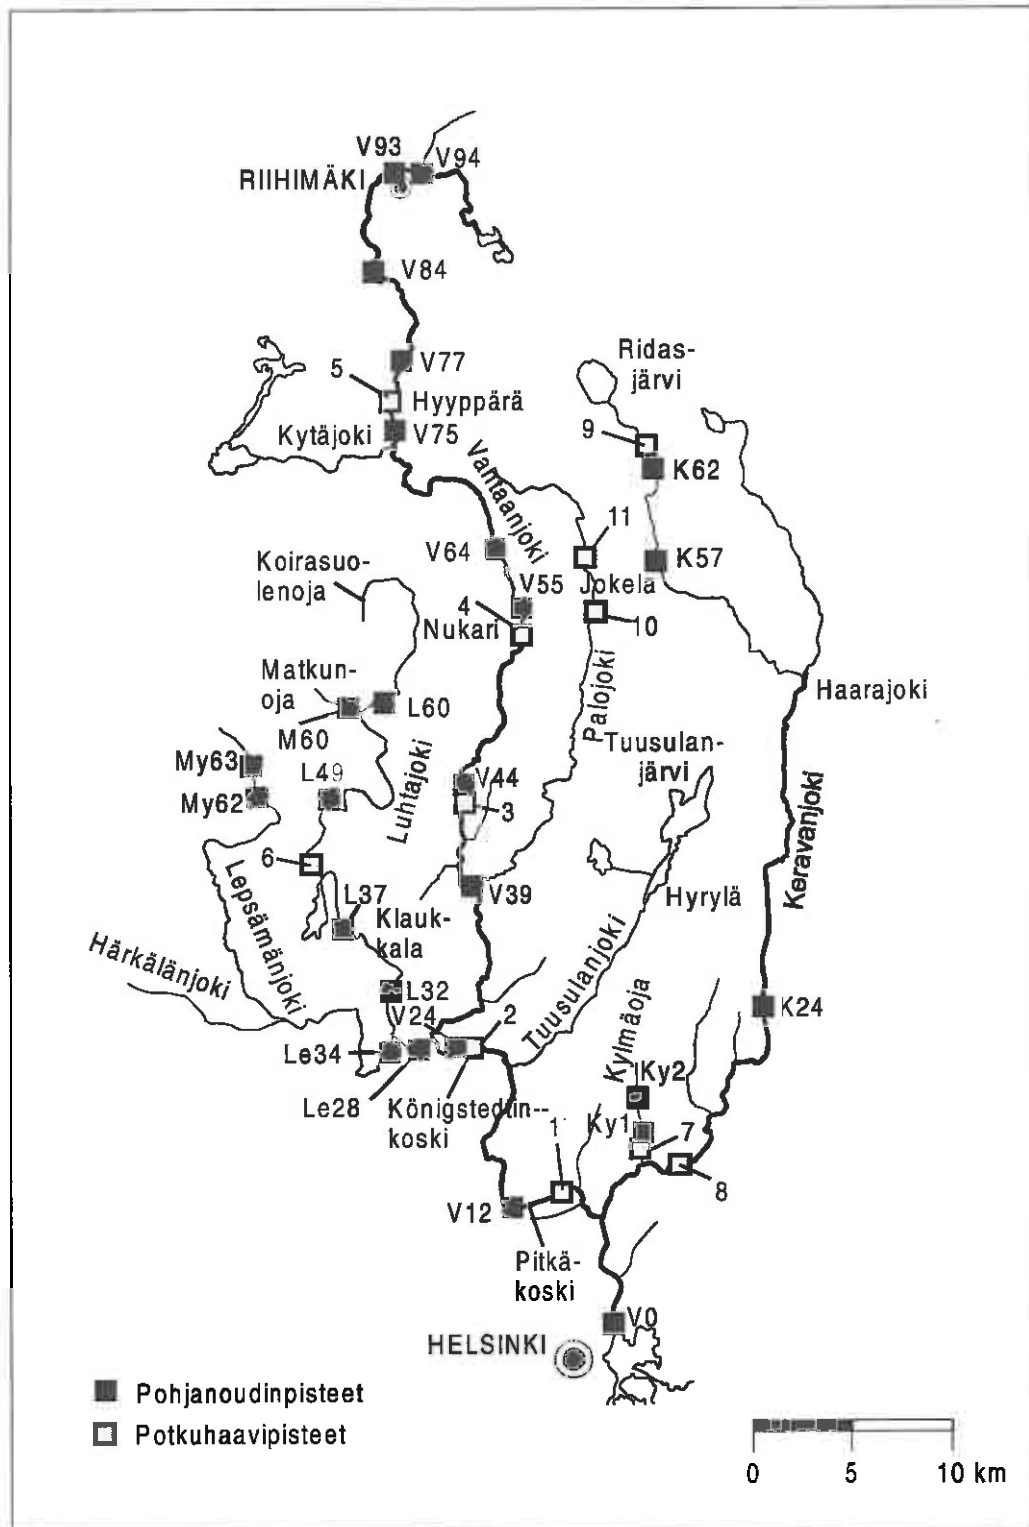 V93
V94
RIIHIMÄKI
V84
V77
5
Hyyppärä
Kytäjoki
V75
Ridas-
järvi
9
K62
Vantaanjoki
11
V64
Koirasuo-
lenoja
V55
Jokela
K57
4
Nukari
10
Matkun-
oja
L60
M60
Palojoki
Haarajoki
Tuusulan-
järvi
My63
My62
L49
Luhtajoki
V44
3
Keravanjoki
6
Lepsämänjoki
L37
Klauk-
kala
V39
Hyrylä
Härkälänjoki
L32
V24
2
Tuusulanjoki
Kylmäoja
K24
Le34
Le28
Königstedtin--
koski
Ky2
1
Ky1
7
8
V12
Pitkä-
koski
V0
HELSINKI
Pohjanoudinpisteet
Potkuhaavipisteet
0 5 10 km